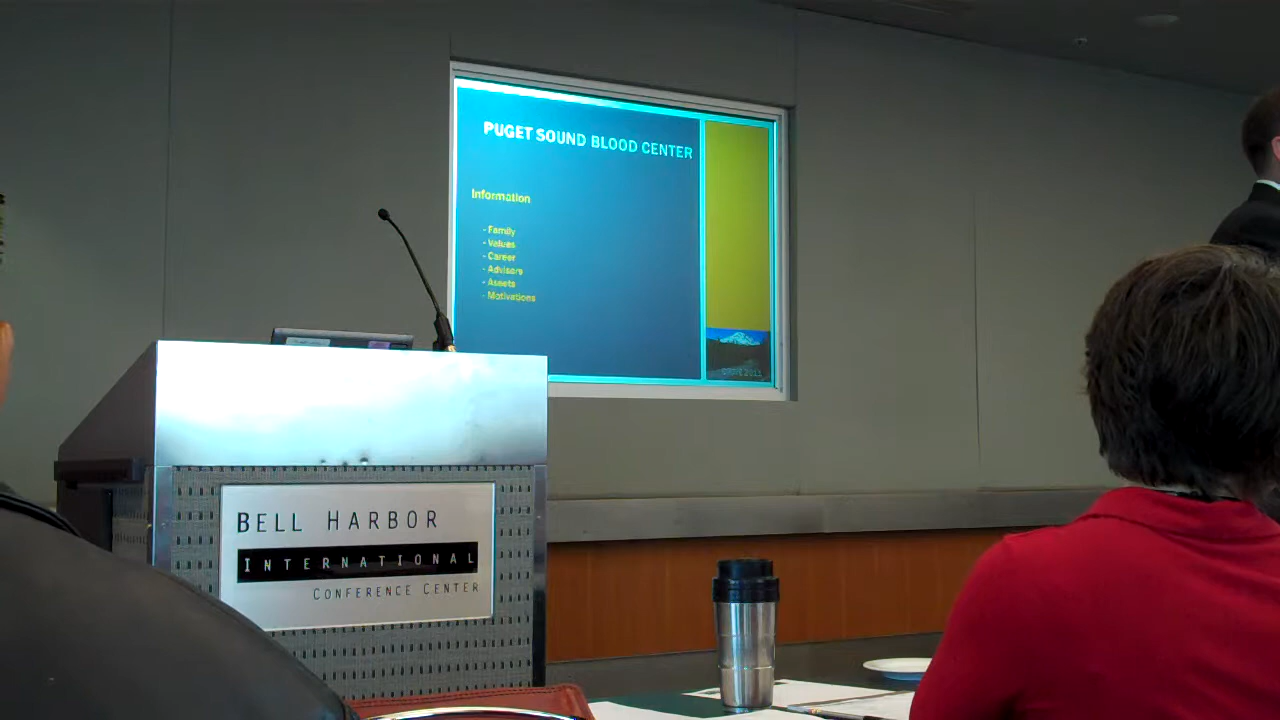 PUGET SOUND BLOOD CENTER
Information
- Family
- Values
- Career
- Advisors
- Assets
- Motivations
BELL HARBOR
INTERNATIONAL
CONFERENCE CENTER